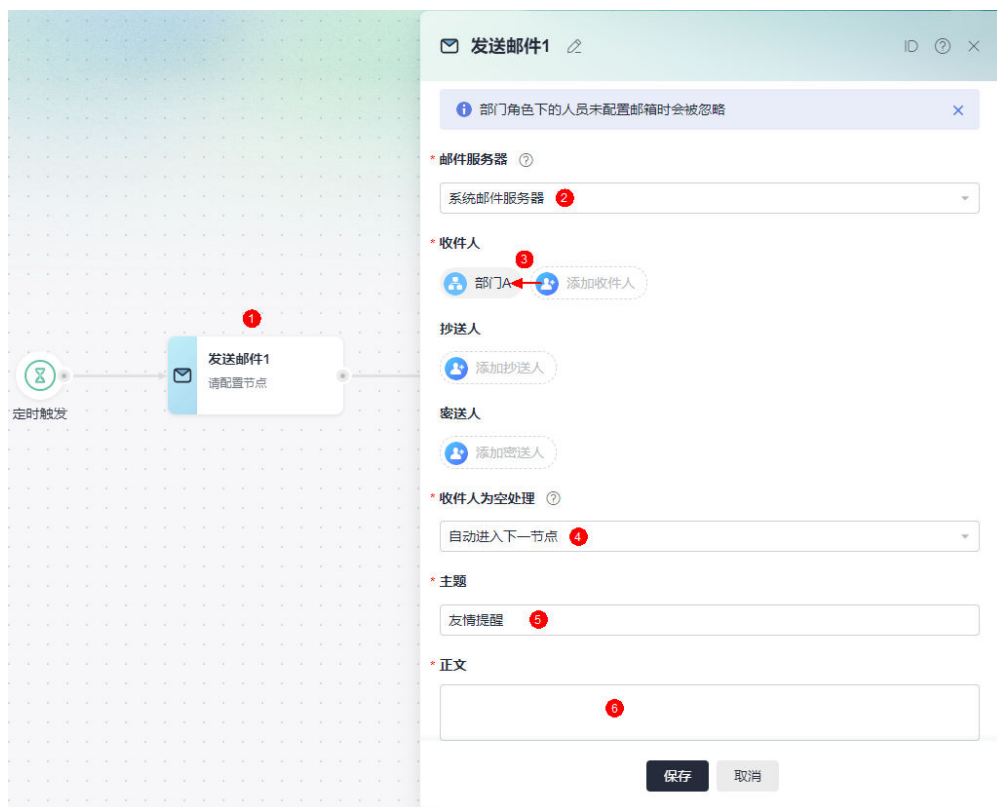 发送邮件1
ID
部门角色下的人员未配置邮箱时会被忽略
* 邮件服务器
系统邮件服务器 2
* 收件人
3
部门A 添加收件人
抄送人
添加抄送人
密送人
添加密送人
* 收件人为空处理
自动进入下一节点 4
* 主题
友情提醒 5
* 正文
6
保存 取消
1
发送邮件1
请配置节点
定时触发